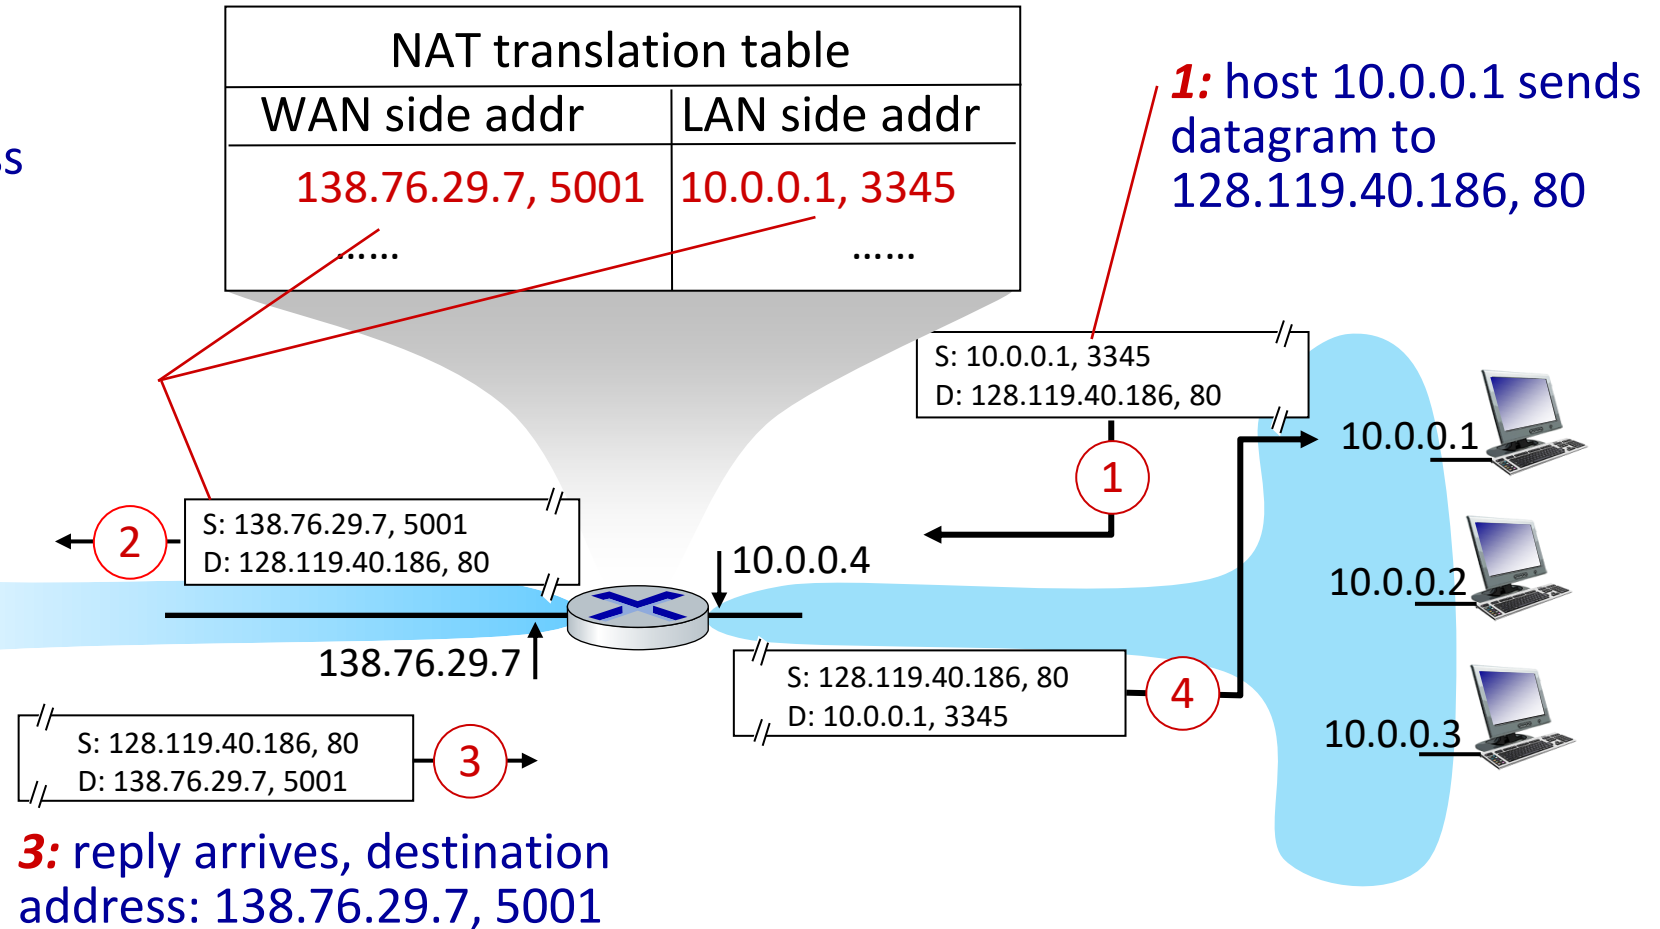 NAT translation table
WAN side addr LAN side addr
138.76.29.7, 5001 10.0.0.1, 3345
...... ......
1: host 10.0.0.1 sends
datagram to
128.119.40.186, 80
S: 10.0.0.1, 3345
D: 128.119.40.186, 80
1
10.0.0.1
S: 138.76.29.7, 5001
D: 128.119.40.186, 80
2
10.0.0.4
10.0.0.2
138.76.29.7
S: 128.119.40.186, 80
D: 10.0.0.1, 3345
4
10.0.0.3
S: 128.119.40.186, 80
D: 138.76.29.7, 5001
3
3: reply arrives, destination
address: 138.76.29.7, 5001